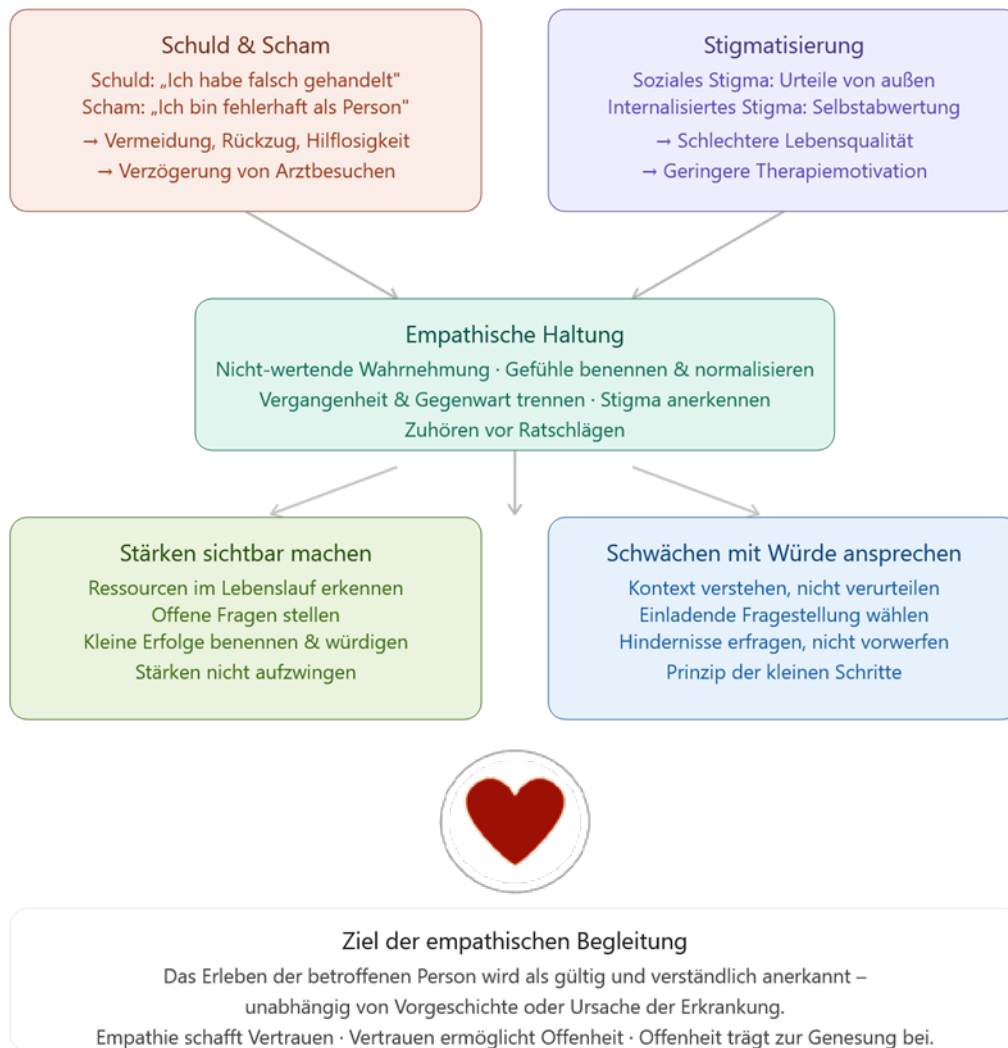 Schuld & Scham
Schuld: „Ich habe falsch gehandelt"
Scham: „Ich bin fehlerhaft als Person"
→ Vermeidung, Rückzug, Hilflosigkeit
→ Verzögerung von Arztbesuchen
Stigmatisierung
Soziales Stigma: Urteile von außen
Internalisiertes Stigma: Selbstabwertung
→ Schlechtere Lebensqualität
→ Geringere Therapiemotivation
Empathische Haltung
Nicht-wertende Wahrnehmung · Gefühle benennen & normalisieren
Vergangenheit & Gegenwart trennen · Stigma anerkennen
Zuhören vor Ratschlägen
Stärken sichtbar machen
Ressourcen im Lebenslauf erkennen
Offene Fragen stellen
Kleine Erfolge benennen & würdigen
Stärken nicht aufzwingen
Schwächen mit Würde ansprechen
Kontext verstehen, nicht verurteilen
Einladende Fragestellung wählen
Hindernisse erfragen, nicht vorwerfen
Prinzip der kleinen Schritte
Ziel der empathischen Begleitung
Das Erleben der betroffenen Person wird als gültig und verständlich anerkannt –
unabhängig von Vorgeschichte oder Ursache der Erkrankung.
Empathie schafft Vertrauen · Vertrauen ermöglicht Offenheit · Offenheit trägt zur Genesung bei.